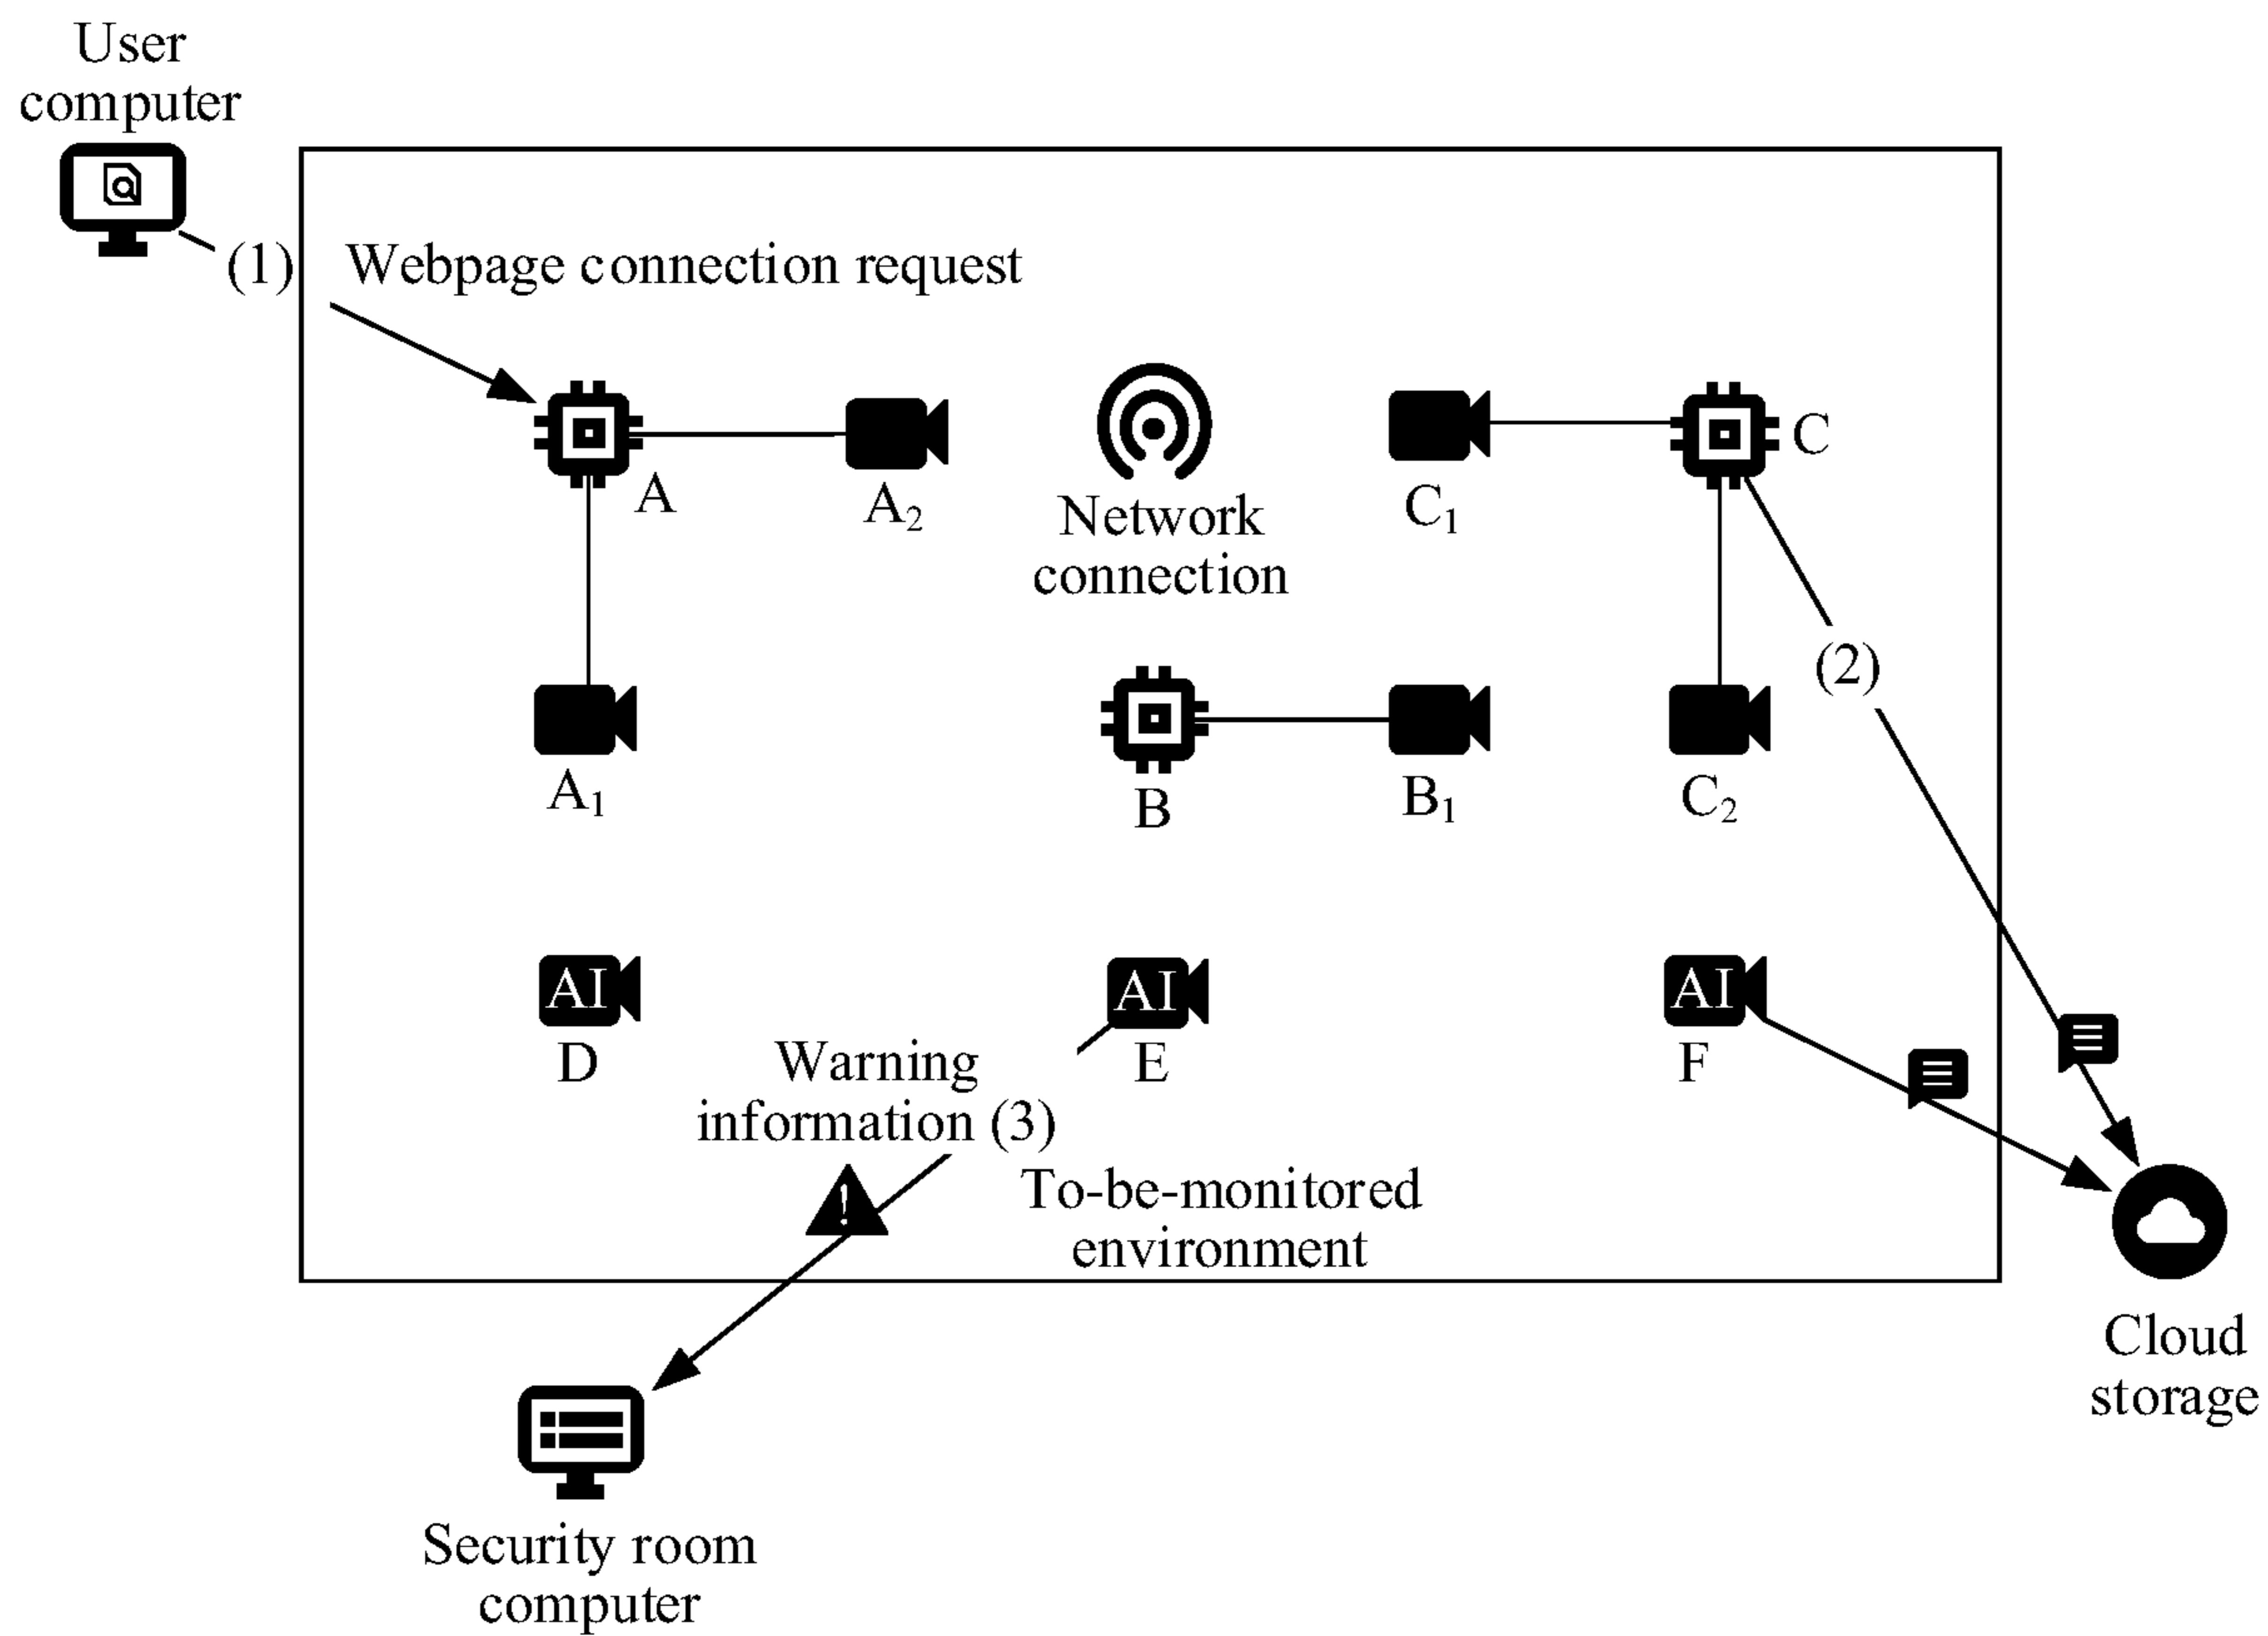 User
computer
(1) Webpage connection request
A
A₂
Network
connection
C₁
C
(2)
A₁
B
B₁
C₂
AI
AI
AI
D
E
F
Warning
information (3)
!
To-be-monitored
environment
Cloud
storage
Security room
computer